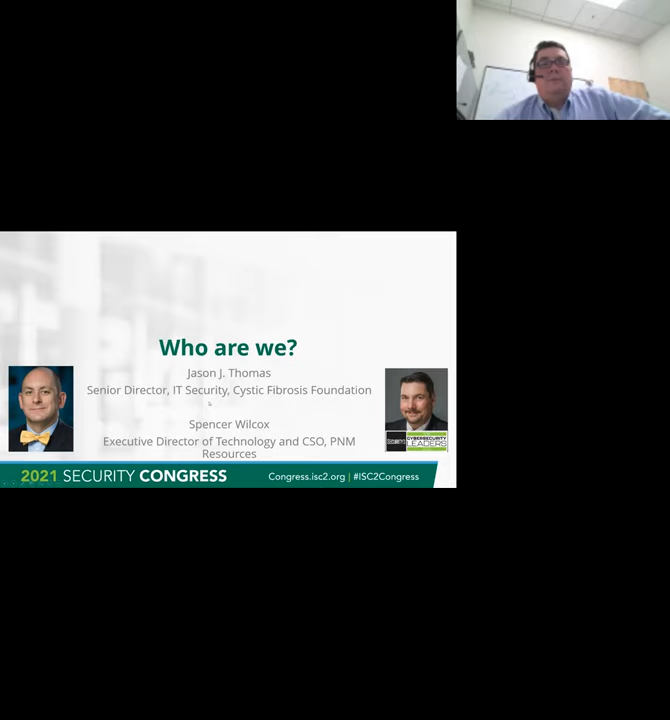 Who are we?
Jason J. Thomas
Senior Director, IT Security, Cystic Fibrosis Foundation
Spencer Wilcox
Executive Director of Technology and CSO, PNM
Resources
CYBERSECURITY
LEADERS
2021 SECURITY CONGRESS
Congress.isc2.org | #ISC2Congress